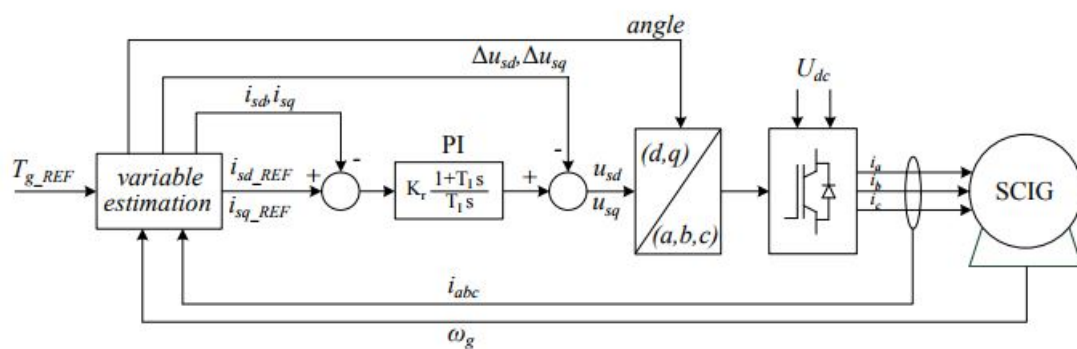 angle
Δu_sd,Δu_sq
i_sd,i_sq
U_dc
PI
T_g_REF
variable
estimation
i_sd_REF
i_sq_REF
+
-
K_r (1+T_I s)/(T_I s)
+
-
u_sd
u_sq
(d,q)
(a,b,c)
i_a
i_b
i_c
SCIG
i_abc
ω_g